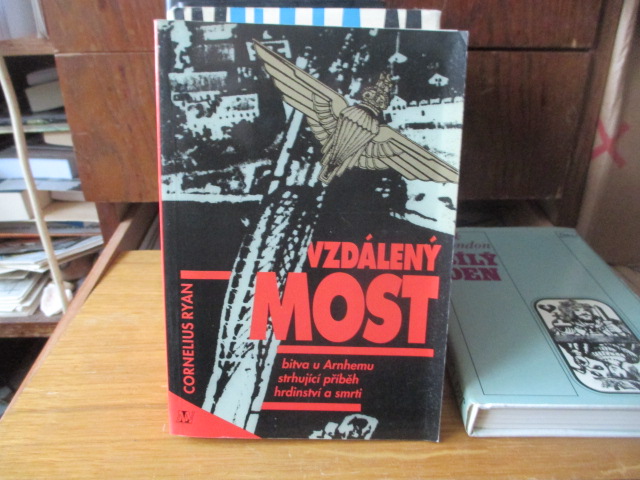 VZDÁLENÝ
MOST
bitva u Arnhemu
strhující příběh
hrdinství a smrti
CORNELIUS RYAN
M